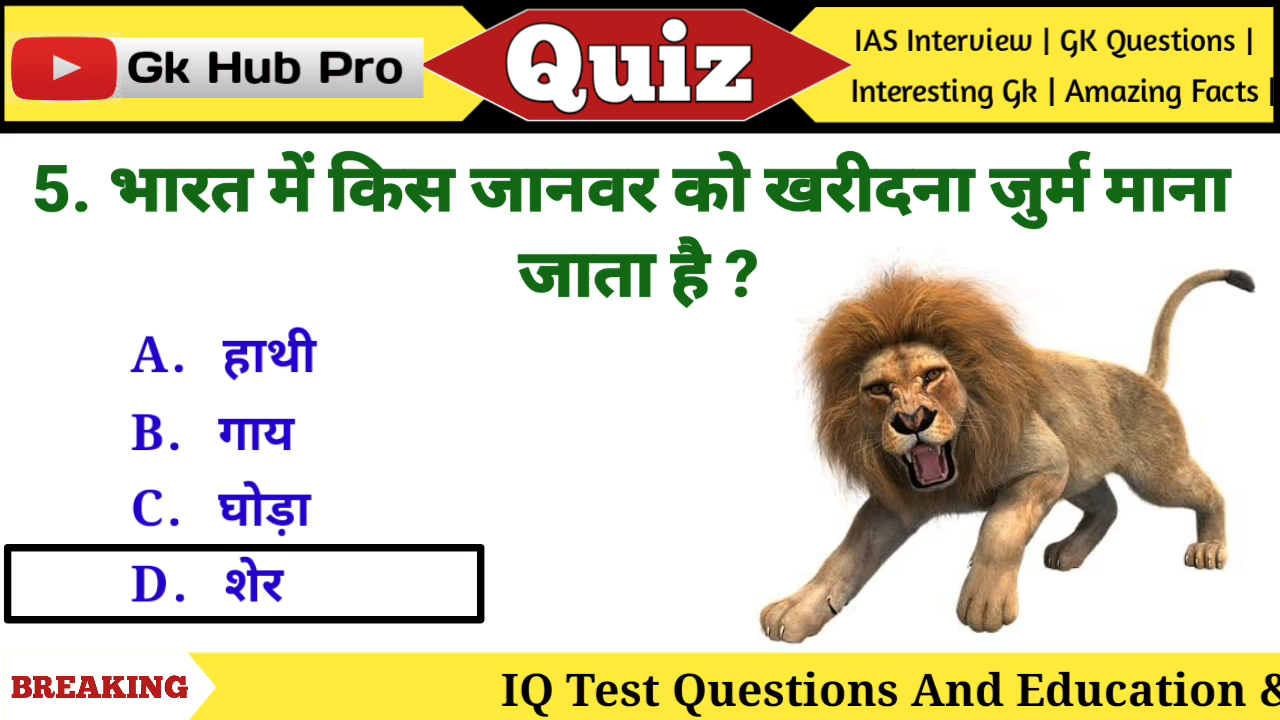 Gk Hub Pro
Quiz
IAS Interview | GK Questions |
Interesting Gk | Amazing Facts |
5. भारत में किस जानवर को खरीदना जुर्म माना
जाता है ?
A. हाथी
B. गाय
C. घोड़ा
D. शेर
BREAKING
IQ Test Questions And Education &